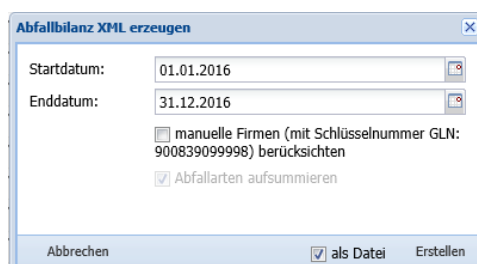 Abfallbilanz XML erzeugen
Startdatum: 01.01.2016
Enddatum: 31.12.2016
manuelle Firmen (mit Schlüsselnummer GLN:
900839099998) berücksichten
Abfallarten aufsummieren
Abbrechen als Datei Erstellen